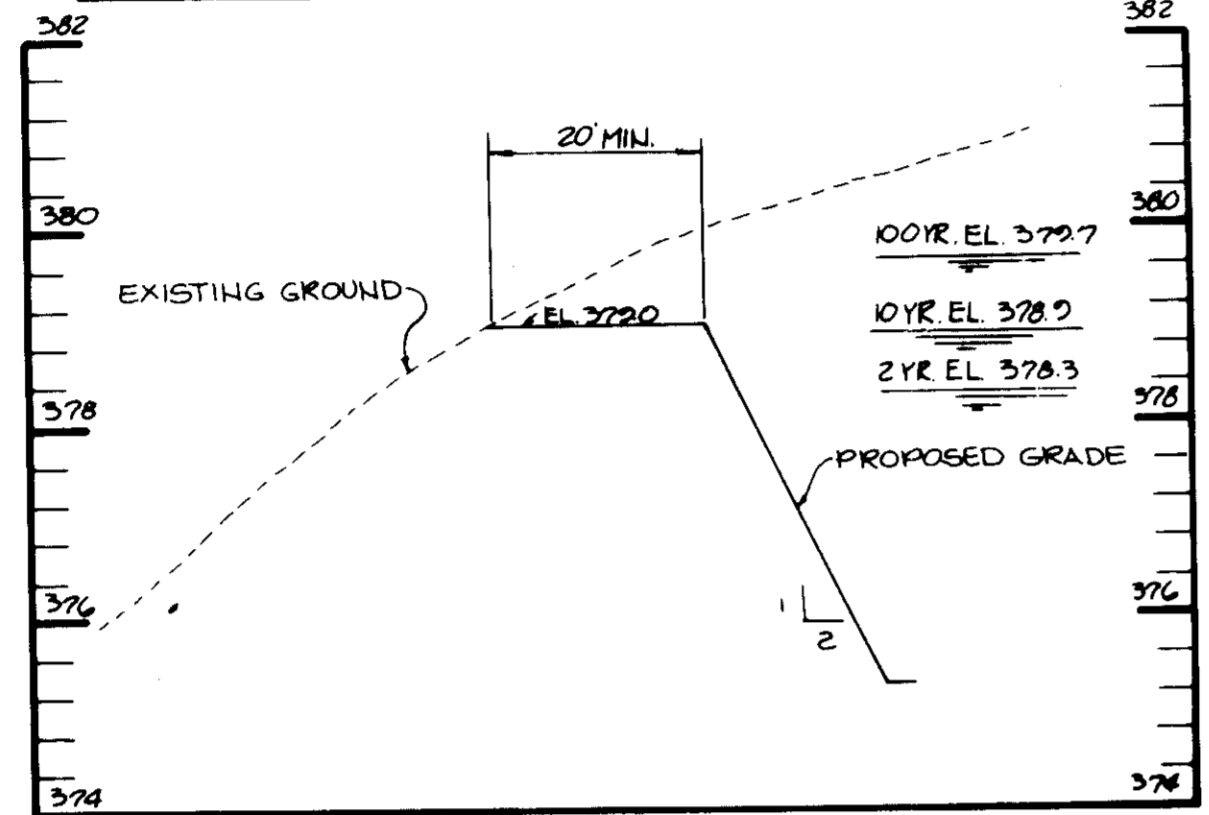 382
382
20' MIN.
380
380
100YR. EL. 379.7
EXISTING GROUND
EL. 379.0
10 YR. EL. 378.9
2 YR. EL. 378.3
378
378
PROPOSED GRADE
376
376
1
2
374
374